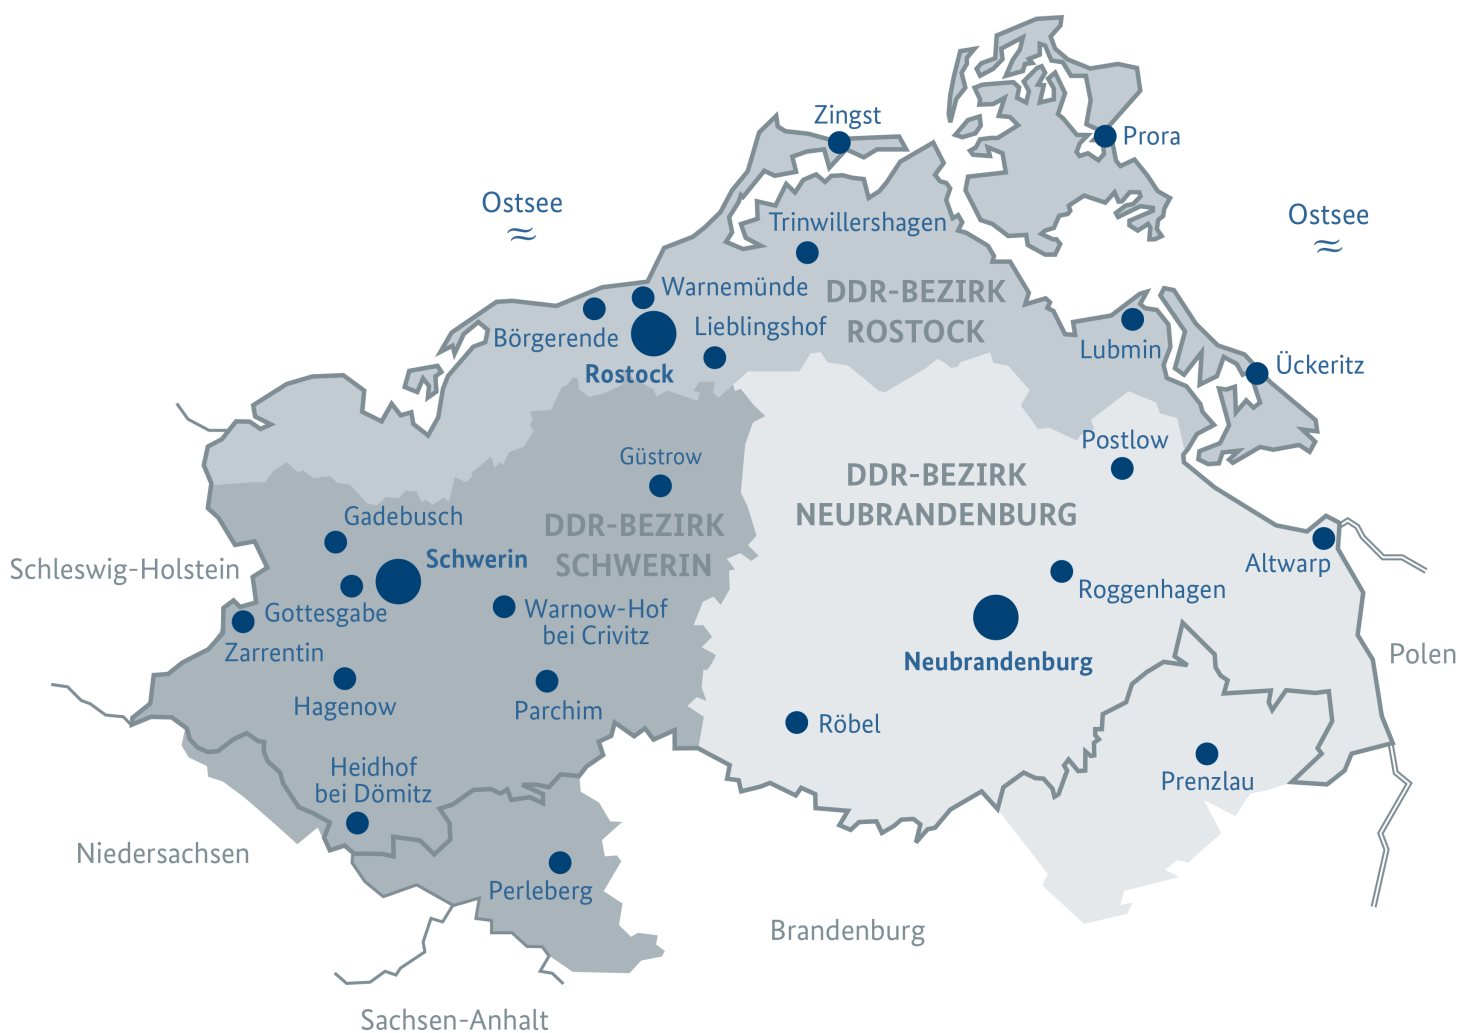 Zingst
Prora
Ostsee
Ostsee
Trinwillershagen
Warnemünde
DDR-BEZIRK
ROSTOCK
Börgerende
Lieblingshof
Lubmin
Rostock
Ückeritz
Postlow
Güstrow
DDR-BEZIRK
NEUBRANDENBURG
Gadebusch
DDR-BEZIRK
SCHWERIN
Schwerin
Schleswig-Holstein
Altwarp
Roggenhagen
Gottesgabe
Warnow-Hof
bei Crivitz
Zarrentin
Neubrandenburg
Polen
Hagenow
Parchim
Röbel
Heidhof
bei Dömitz
Prenzlau
Niedersachsen
Perleberg
Brandenburg
Sachsen-Anhalt